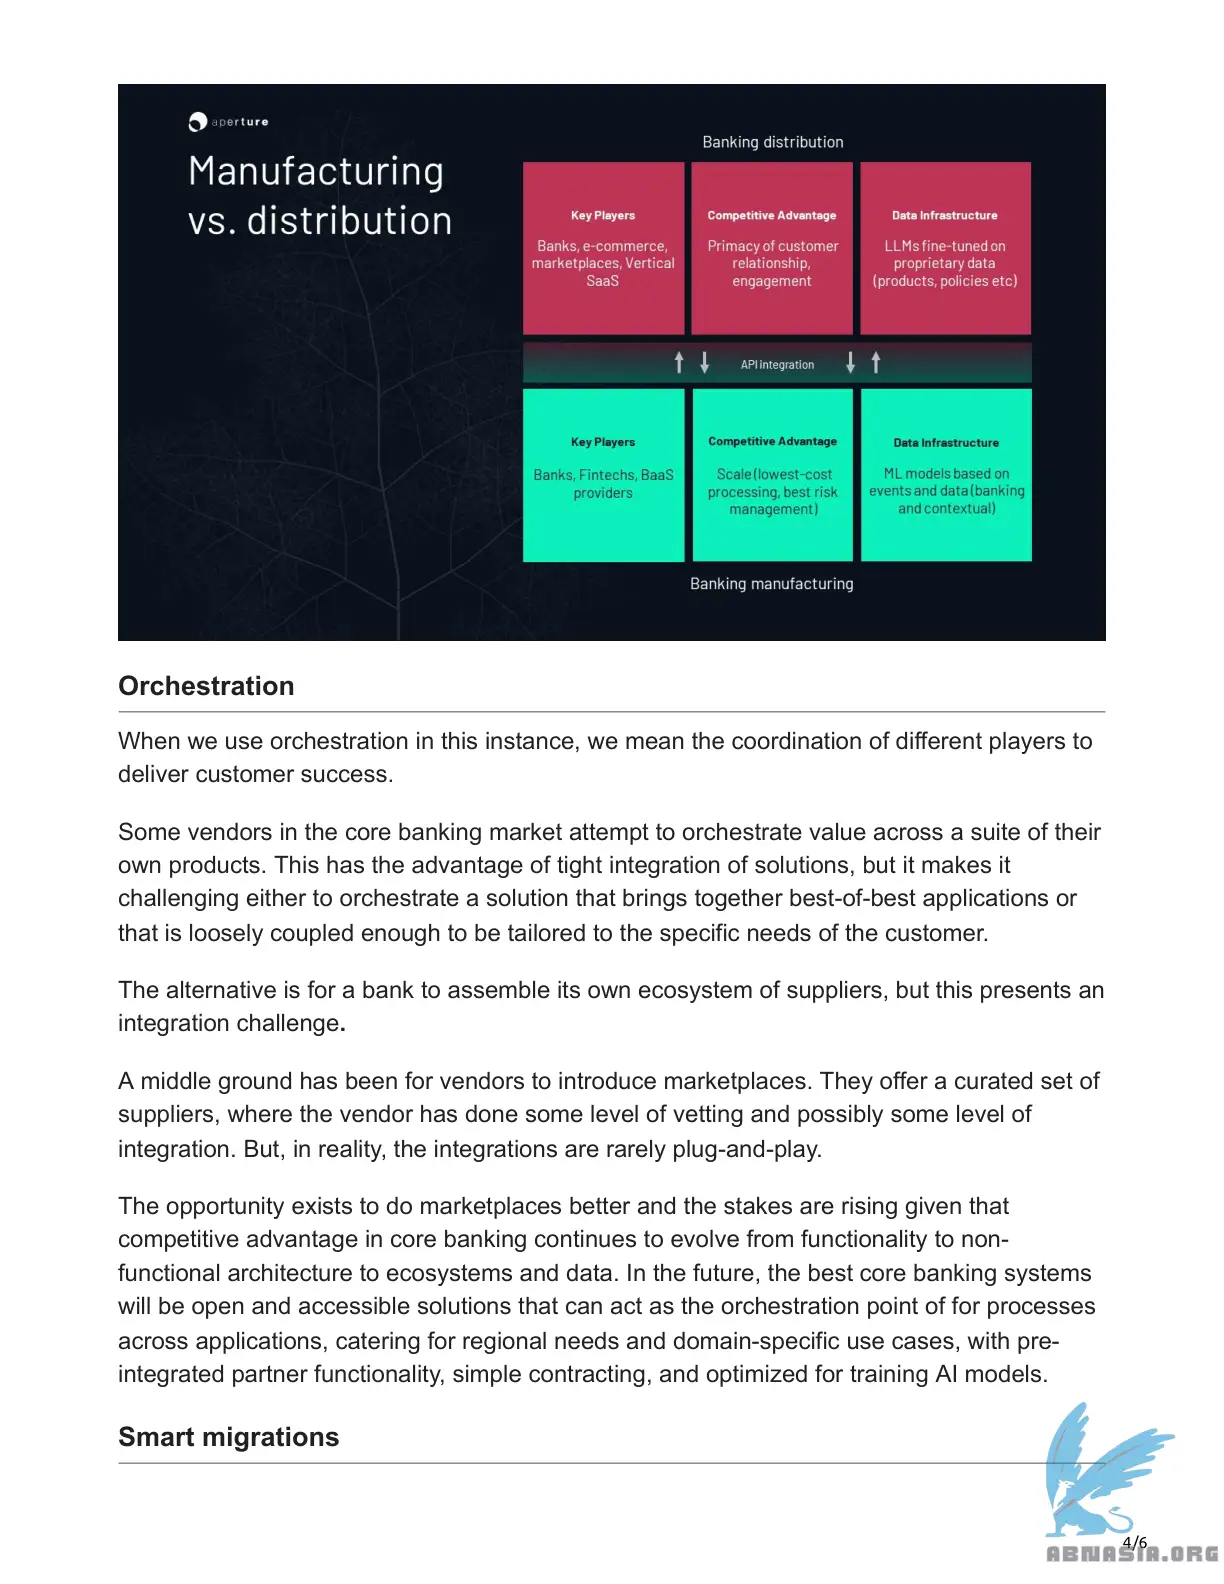 aperture
Manufacturing
vs. distribution
Banking distribution
Key Players
Banks, e-commerce,
marketplaces, Vertical
SaaS
Competitive Advantage
Primacy of customer
relationship,
engagement
Data Infrastructure
LLMs fine-tuned on
proprietary data
(products, policies etc)
API integration
Key Players
Banks, Fintechs, BaaS
providers
Competitive Advantage
Scale (lowest-cost
processing, best risk
management)
Data Infrastructure
ML models based on
events and data (banking
and contextual)
Banking manufacturing
Orchestration
When we use orchestration in this instance, we mean the coordination of different players to
deliver customer success.
Some vendors in the core banking market attempt to orchestrate value across a suite of their
own products. This has the advantage of tight integration of solutions, but it makes it
challenging either to orchestrate a solution that brings together best-of-best applications or
that is loosely coupled enough to be tailored to the specific needs of the customer.
The alternative is for a bank to assemble its own ecosystem of suppliers, but this presents an
integration challenge.
A middle ground has been for vendors to introduce marketplaces. They offer a curated set of
suppliers, where the vendor has done some level of vetting and possibly some level of
integration. But, in reality, the integrations are rarely plug-and-play.
The opportunity exists to do marketplaces better and the stakes are rising given that
competitive advantage in core banking continues to evolve from functionality to non-
functional architecture to ecosystems and data. In the future, the best core banking systems
will be open and accessible solutions that can act as the orchestration point of for processes
across applications, catering for regional needs and domain-specific use cases, with pre-
integrated partner functionality, simple contracting, and optimized for training AI models.
Smart migrations
4/6
ABNASIA.ORG